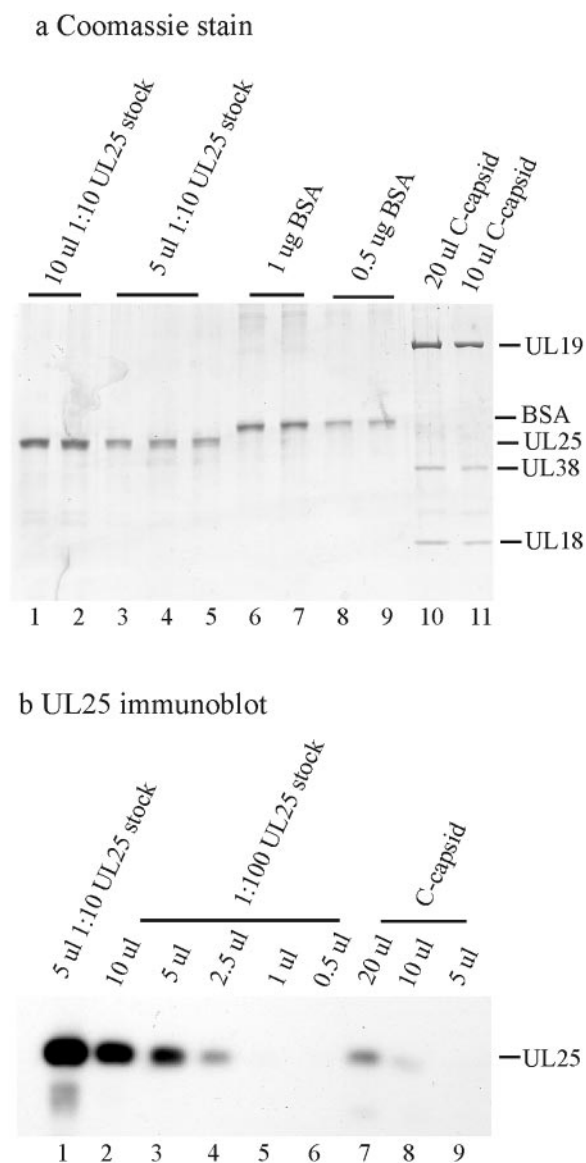 a Coomassie stain
10 ul 1:10 UL25 stock
5 ul 1:10 UL25 stock
1 ug BSA
0.5 ug BSA
20 ul C-capsid
10 ul C-capsid
UL19
BSA
UL25
UL38
UL18
1 2 3 4 5 6 7 8 9 10 11
b UL25 immunoblot
5 ul 1:10 UL25 stock
1:100 UL25 stock
C-capsid
10 ul
5 ul
2.5 ul
1 ul
0.5 ul
20 ul
10 ul
5 ul
UL25
1 2 3 4 5 6 7 8 9